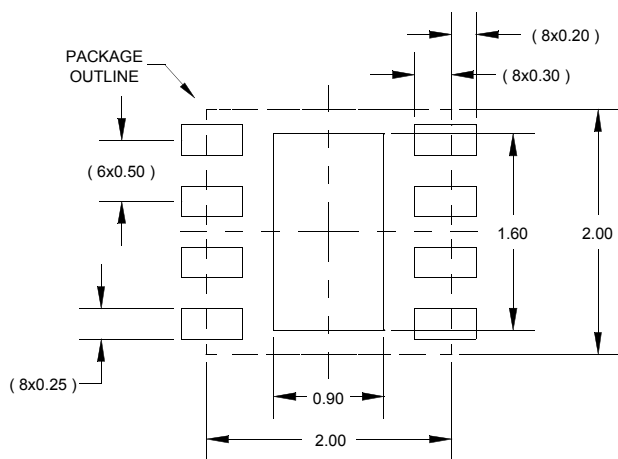 ( 8x0.20 )
PACKAGE
OUTLINE
( 8x0.30 )
( 6x0.50 )
1.60
2.00
( 8x0.25 )
0.90
2.00